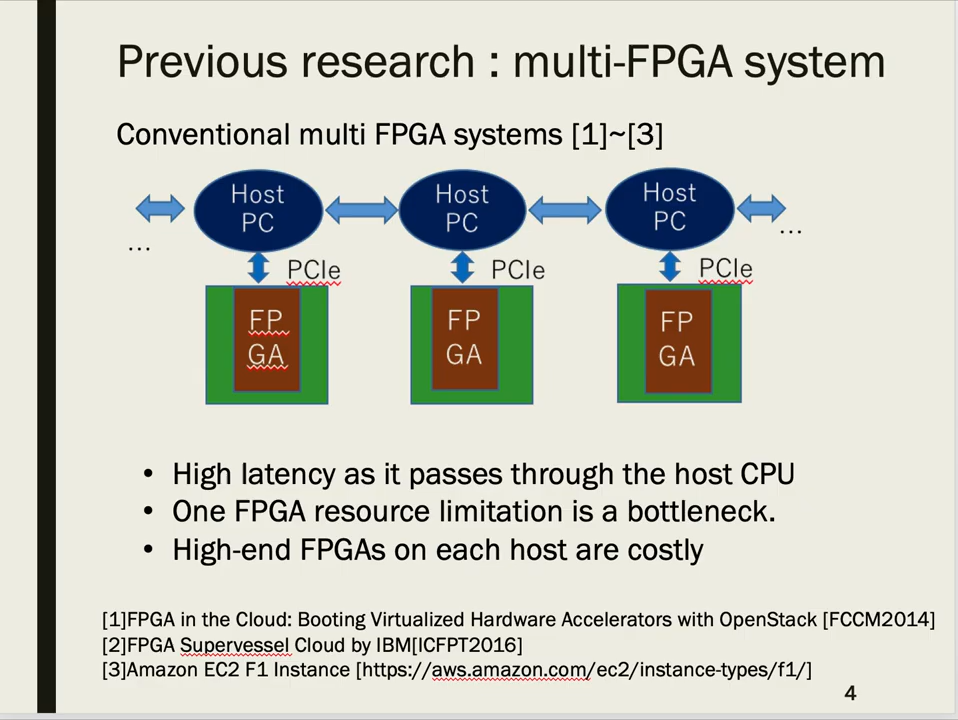 Previous research : multi-FPGA system
Conventional multi FPGA systems [1]~[3]
Host
PC
Host
PC
Host
PC
...
...
PCIe
PCIe
PCIe
FP
GA
FP
GA
FP
GA
• High latency as it passes through the host CPU
• One FPGA resource limitation is a bottleneck.
• High-end FPGAs on each host are costly
[1]FPGA in the Cloud: Booting Virtualized Hardware Accelerators with OpenStack [FCCM2014]
[2]FPGA Supervessel Cloud by IBM[ICFPT2016]
[3]Amazon EC2 F1 Instance [https://aws.amazon.com/ec2/instance-types/f1/]
4